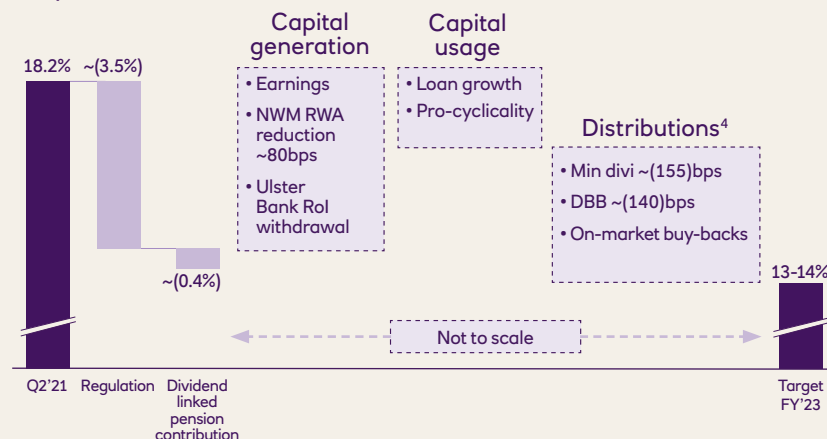 Capital
generation
Capital
usage
18.2%
~(3.5%)
• Earnings
• NWM RWA
reduction
~80bps
• Ulster
Bank RoI
withdrawal
• Loan growth
• Pro-cyclicality
Distributions⁴
• Min divi ~(155)bps
• DBB ~(140)bps
• On-market buy-backs
~(0.4%)
13-14%
Not to scale
Q2'21
Regulation
Dividend
linked
pension
contribution
Target
FY'23